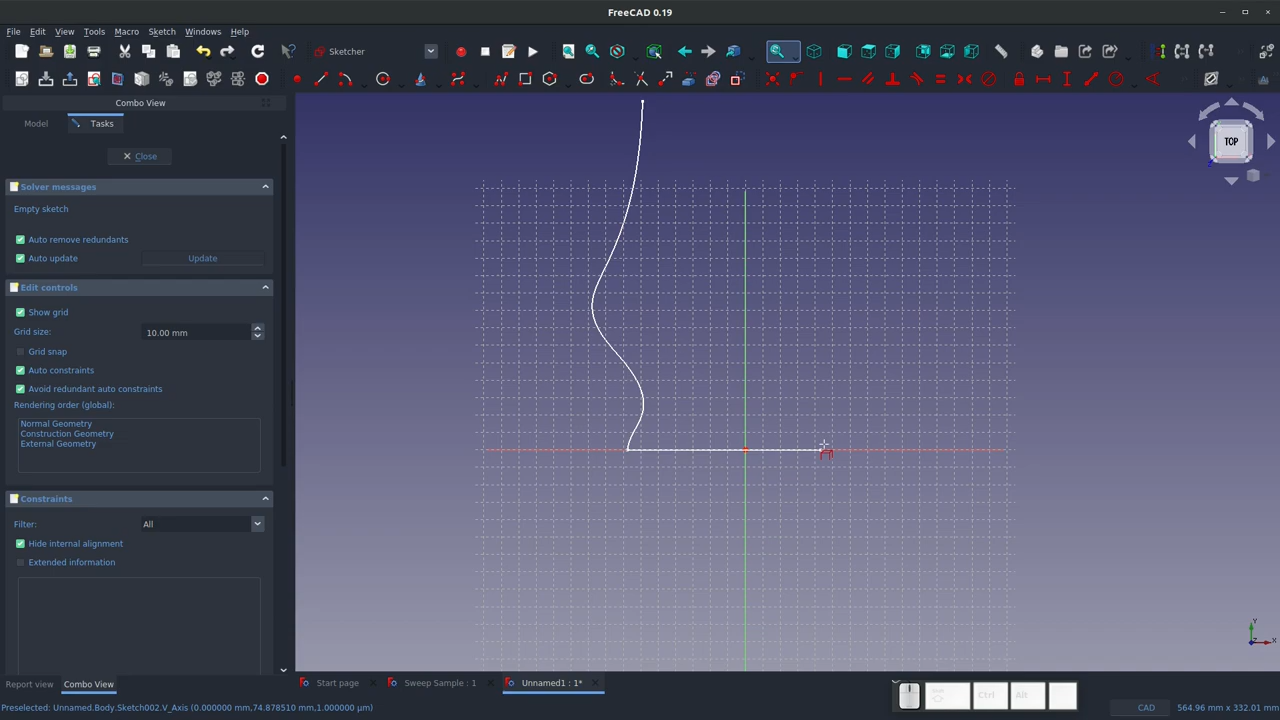 FreeCAD 0.19
File Edit View Tools Macro Sketch Windows Help
Sketcher
Combo View
Model Tasks
Close
Solver messages
Empty sketch
Auto remove redundants
Auto update Update
Edit controls
Show grid
Grid size: 10.00 mm
Grid snap
Auto constraints
Avoid redundant auto constraints
Rendering order (global):
Normal Geometry
Construction Geometry
External Geometry
Constraints
Filter: All
Hide internal alignment
Extended information
TOP
Y
X
Z
Report view Combo View
Start page Sweep Sample : 1 Unnamed1 : 1*
Shift Ctrl Alt
Preselected: Unnamed.Body.Sketch002.V_Axis (0.000000 mm,74.878510 mm,1.000000 µm)
CAD 564.96 mm x 332.01 mm